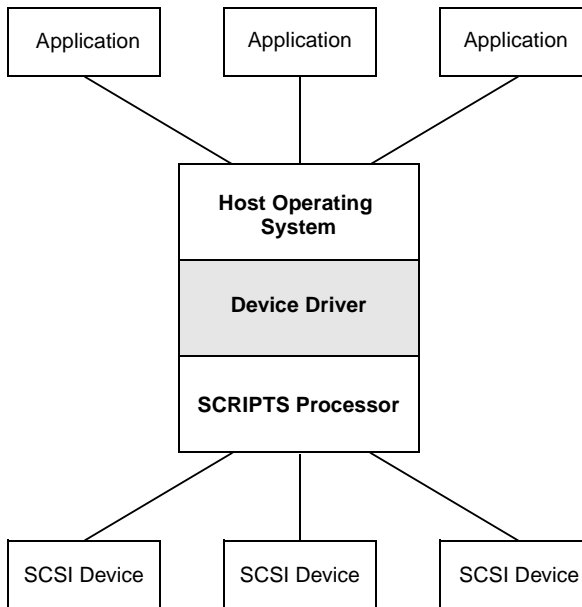 Application
Application
Application
Host Operating
System
Device Driver
SCRIPTS Processor
SCSI Device
SCSI Device
SCSI Device